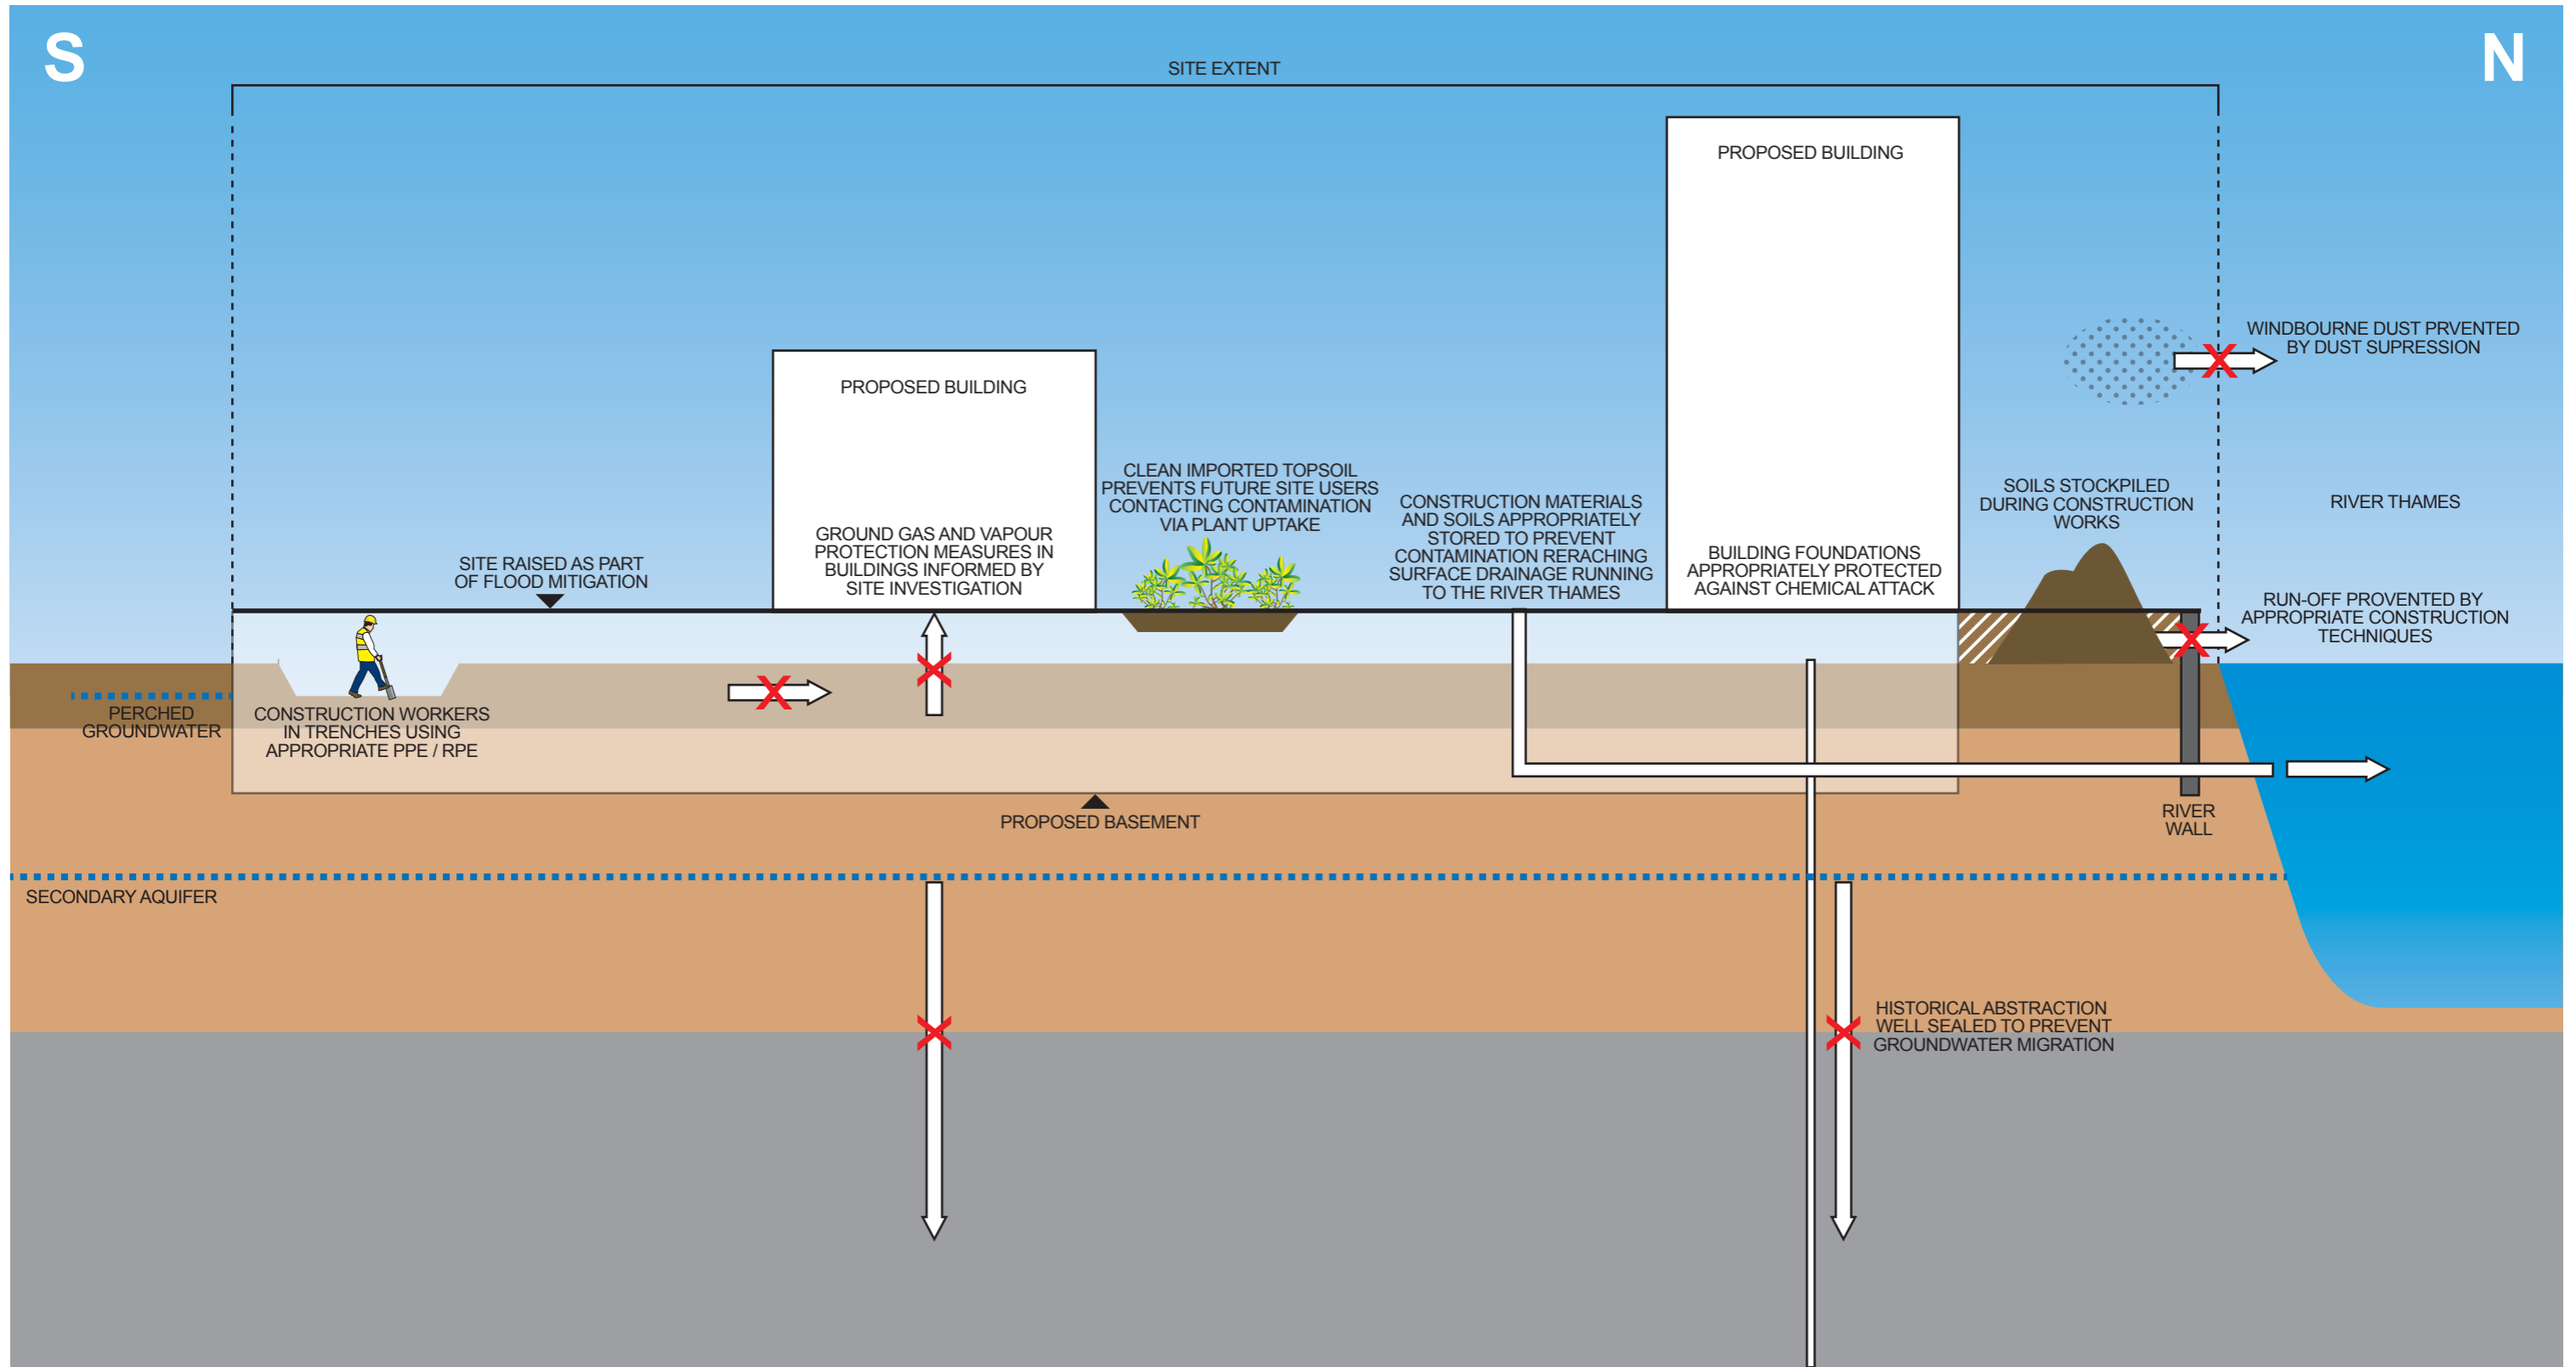 S
N
SITE EXTENT
PROPOSED BUILDING
WINDBOURNE DUST PRVENTED
BY DUST SUPRESSION
PROPOSED BUILDING
CLEAN IMPORTED TOPSOIL
PREVENTS FUTURE SITE USERS
CONTACTING CONTAMINATION
VIA PLANT UPTAKE
CONSTRUCTION MATERIALS
AND SOILS APPROPRIATELY
STORED TO PREVENT
CONTAMINATION RERACHING
SURFACE DRAINAGE RUNNING
TO THE RIVER THAMES
SOILS STOCKPILED
DURING CONSTRUCTION
WORKS
RIVER THAMES
GROUND GAS AND VAPOUR
PROTECTION MEASURES IN
BUILDINGS INFORMED BY
SITE INVESTIGATION
BUILDING FOUNDATIONS
APPROPRIATELY PROTECTED
AGAINST CHEMICAL ATTACK
SITE RAISED AS PART
OF FLOOD MITIGATION
RUN-OFF PROVENTED BY
APPROPRIATE CONSTRUCTION
TECHNIQUES
PERCHED
GROUNDWATER
CONSTRUCTION WORKERS
IN TRENCHES USING
APPROPRIATE PPE / RPE
PROPOSED BASEMENT
RIVER
WALL
SECONDARY AQUIFER
HISTORICAL ABSTRACTION
WELL SEALED TO PREVENT
GROUNDWATER MIGRATION